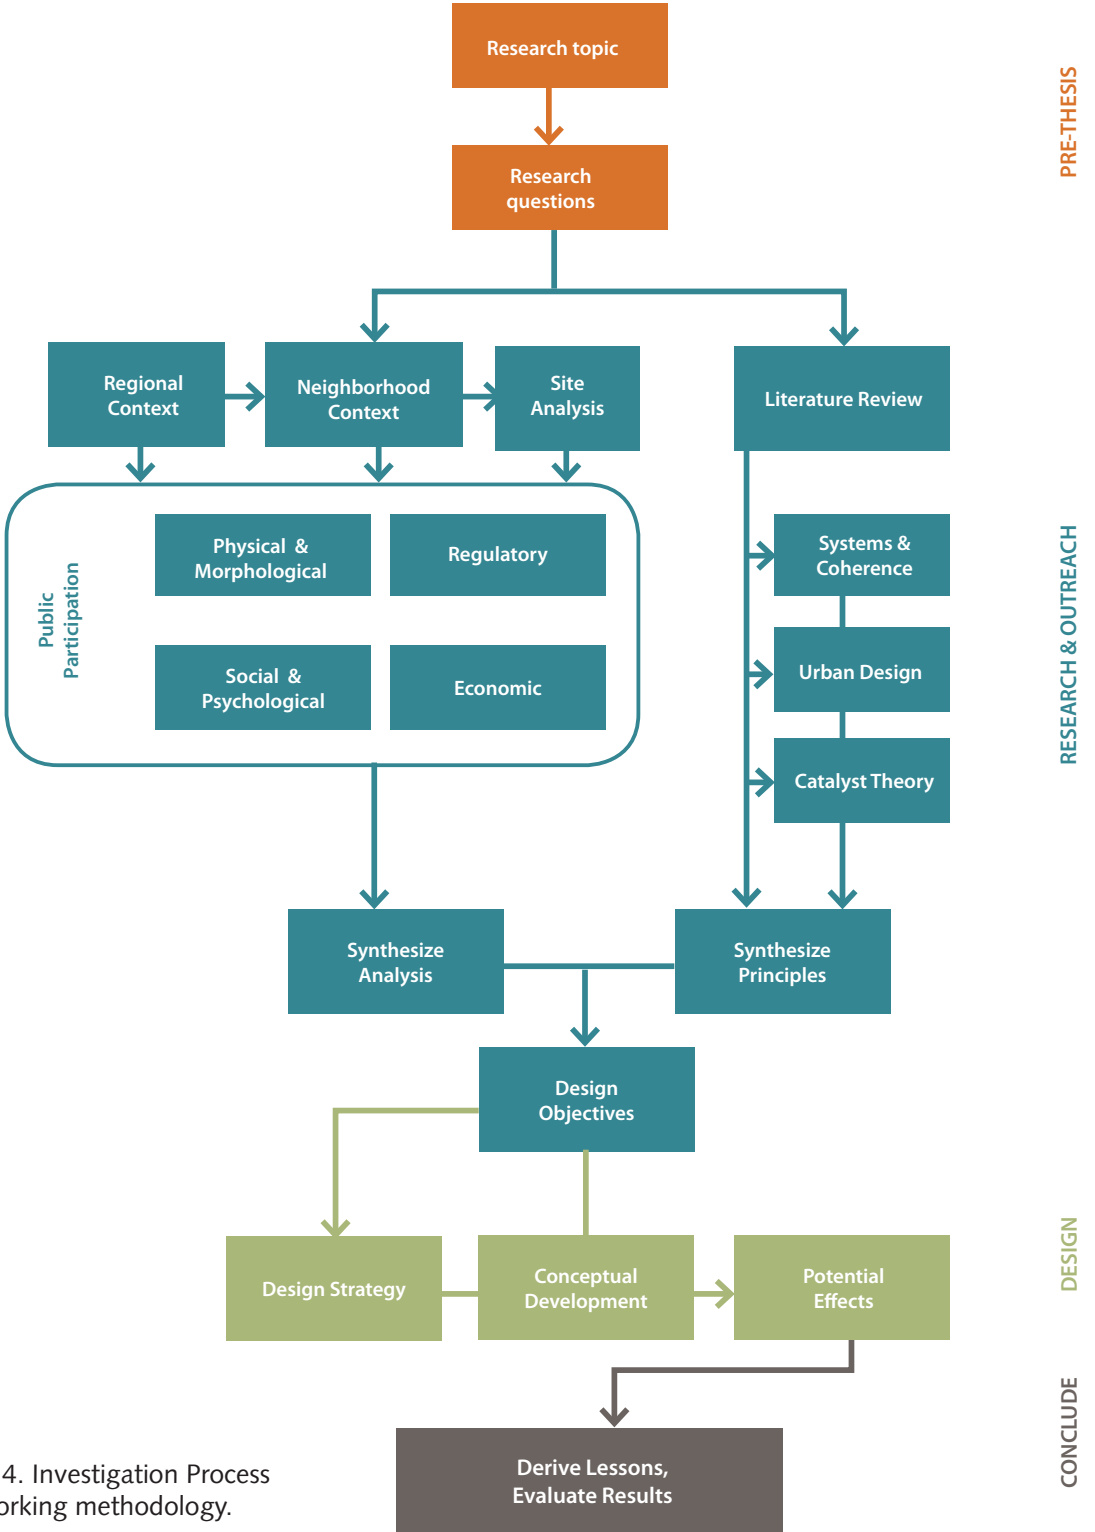 Research topic
PRE-THESIS
Research
questions
Regional
Context
Neighborhood
Context
Site
Analysis
Literature Review
Public
Participation
Physical &
Morphological
Regulatory
Social &
Psychological
Economic
Systems &
Coherence
Urban Design
Catalyst Theory
RESEARCH & OUTREACH
Synthesize
Analysis
Synthesize
Principles
Design
Objectives
Design Strategy
Conceptual
Development
Potential
Effects
DESIGN
Derive Lessons,
Evaluate Results
CONCLUDE
4. Investigation Process
orking methodology.